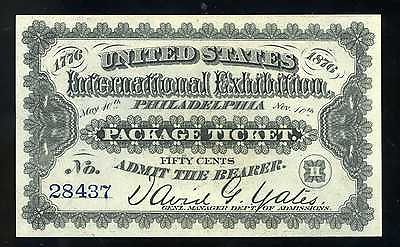 1776 UNITED STATES 1876
International Exhibition,
May 10th PHILADELPHIA Nov. 10th
PACKAGE TICKET.
FIFTY CENTS
No. ADMIT THE BEARER.
28437 David G. Yates
GENL. MANAGER DEPT. OF ADMISSIONS.